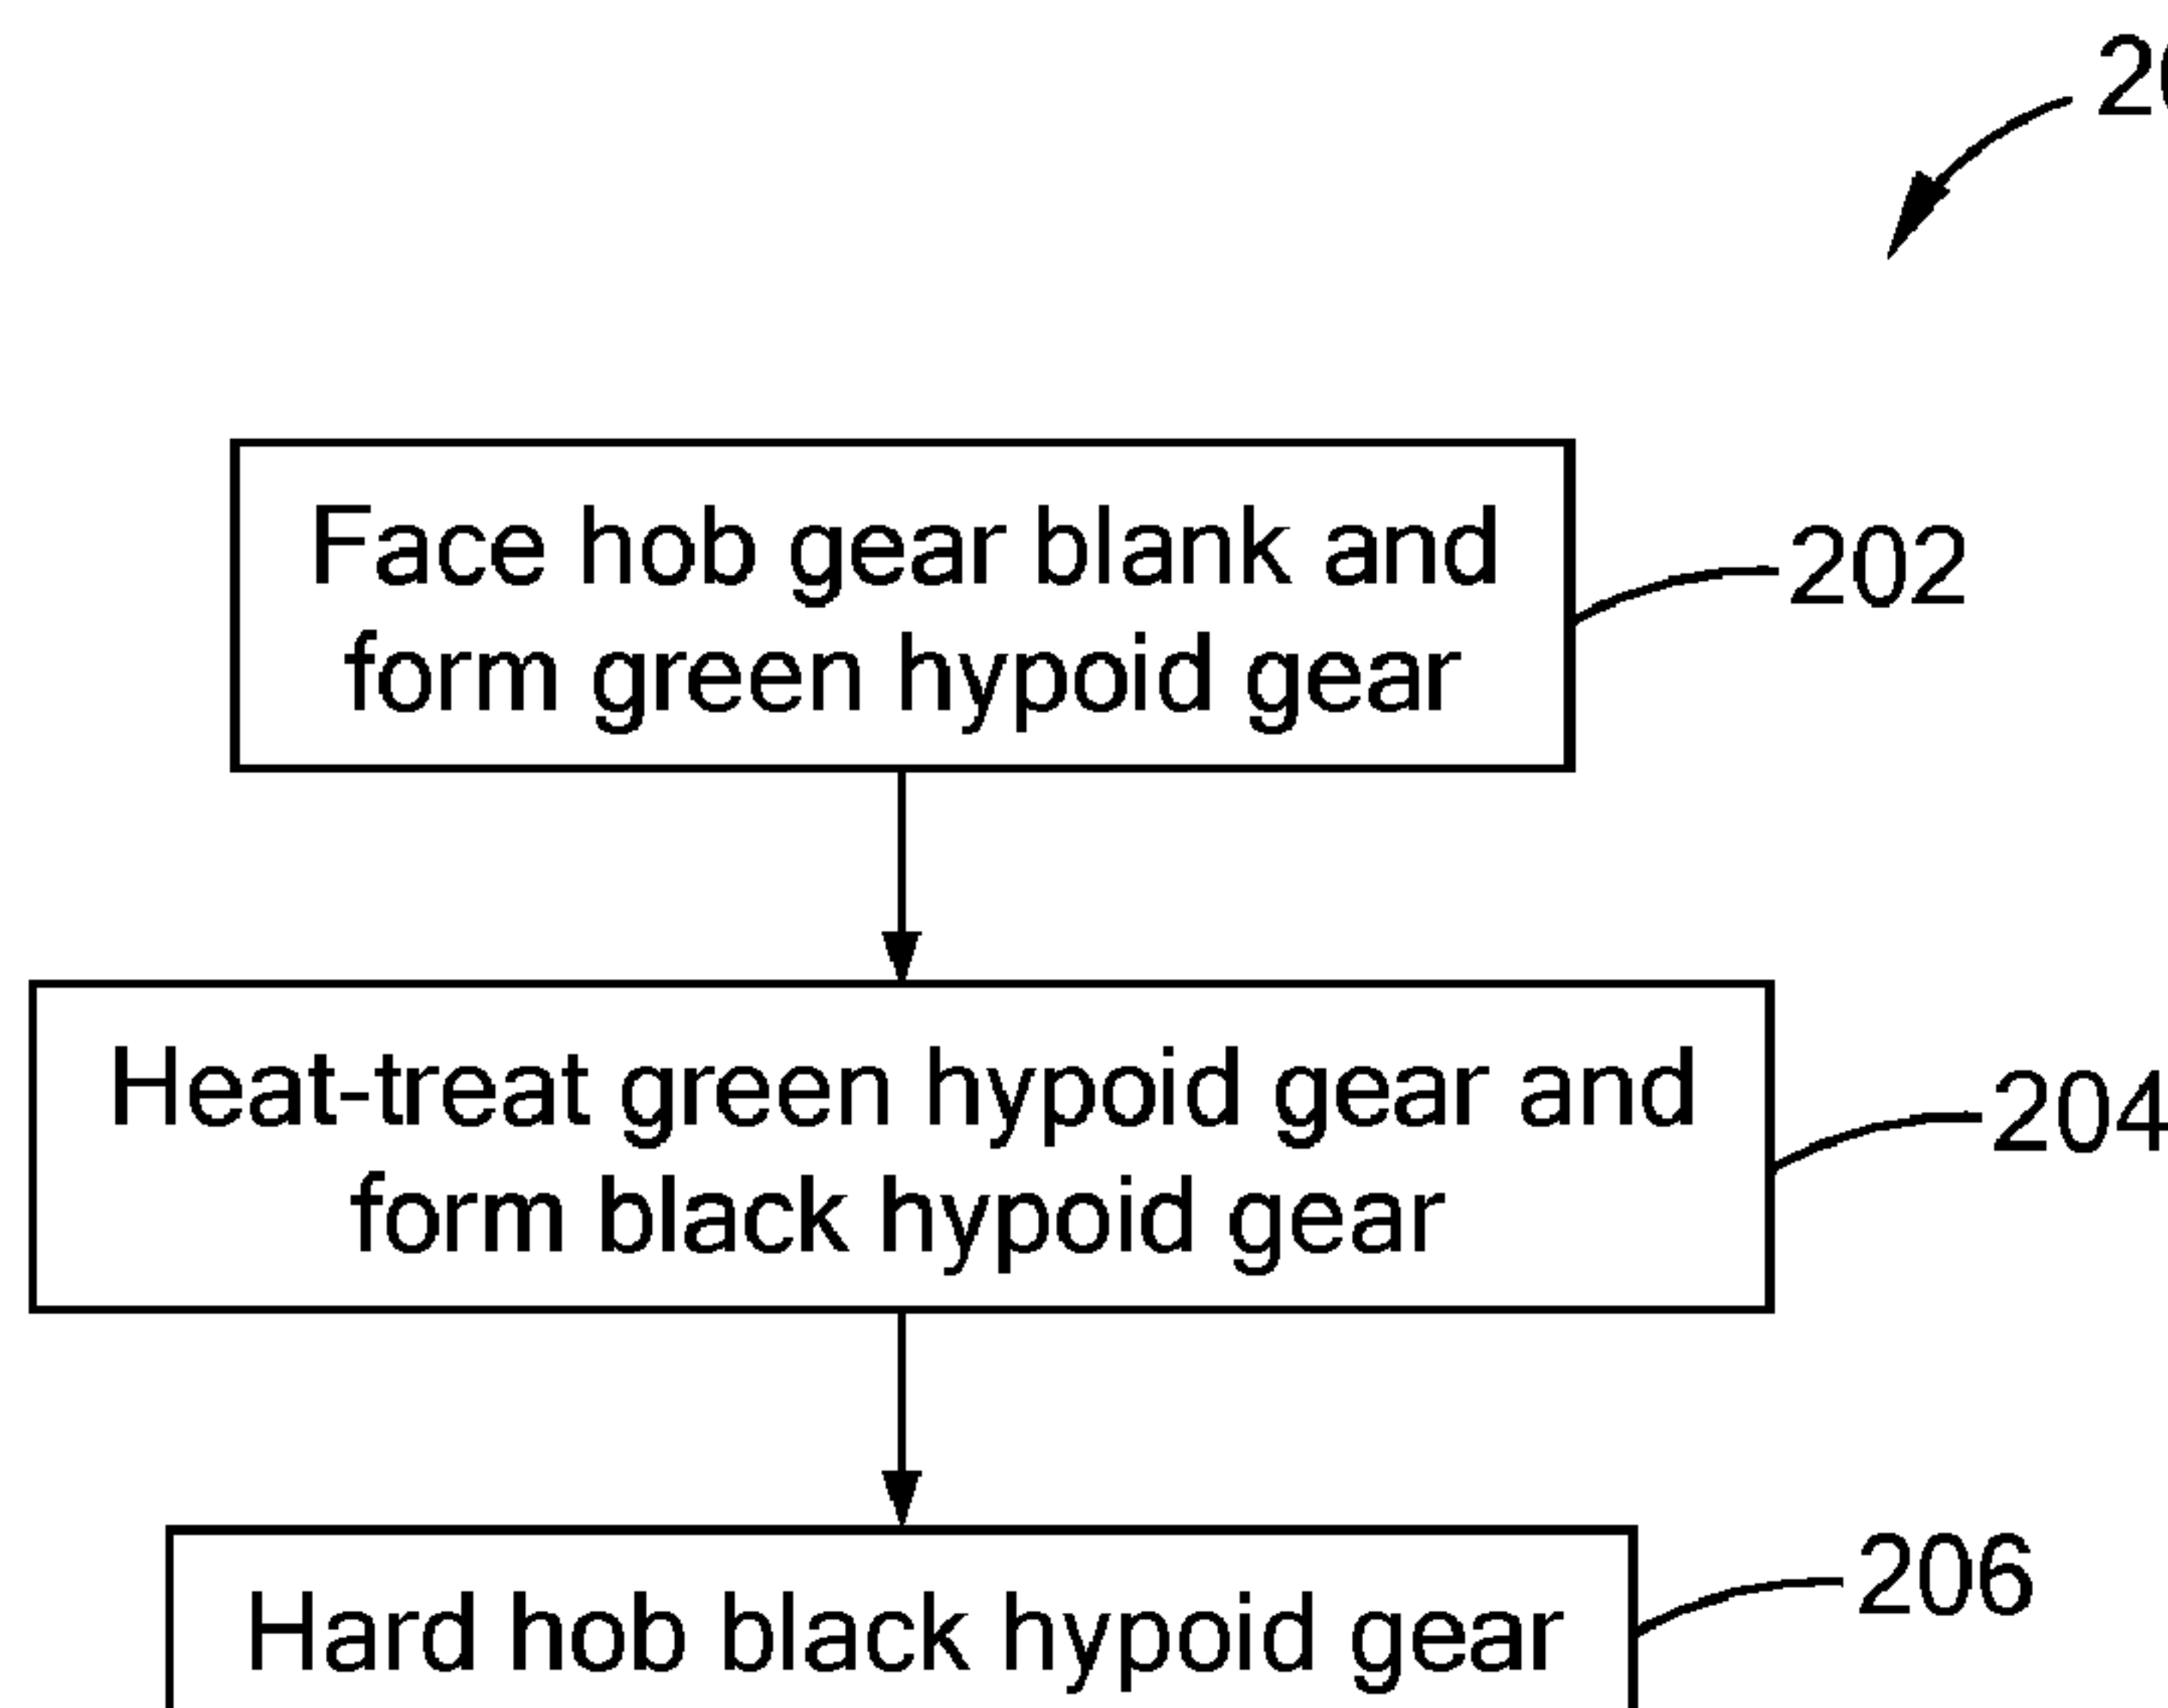 Face hob gear blank and
form green hypoid gear
202
Heat-treat green hypoid gear and
form black hypoid gear
204
Hard hob black hypoid gear
206